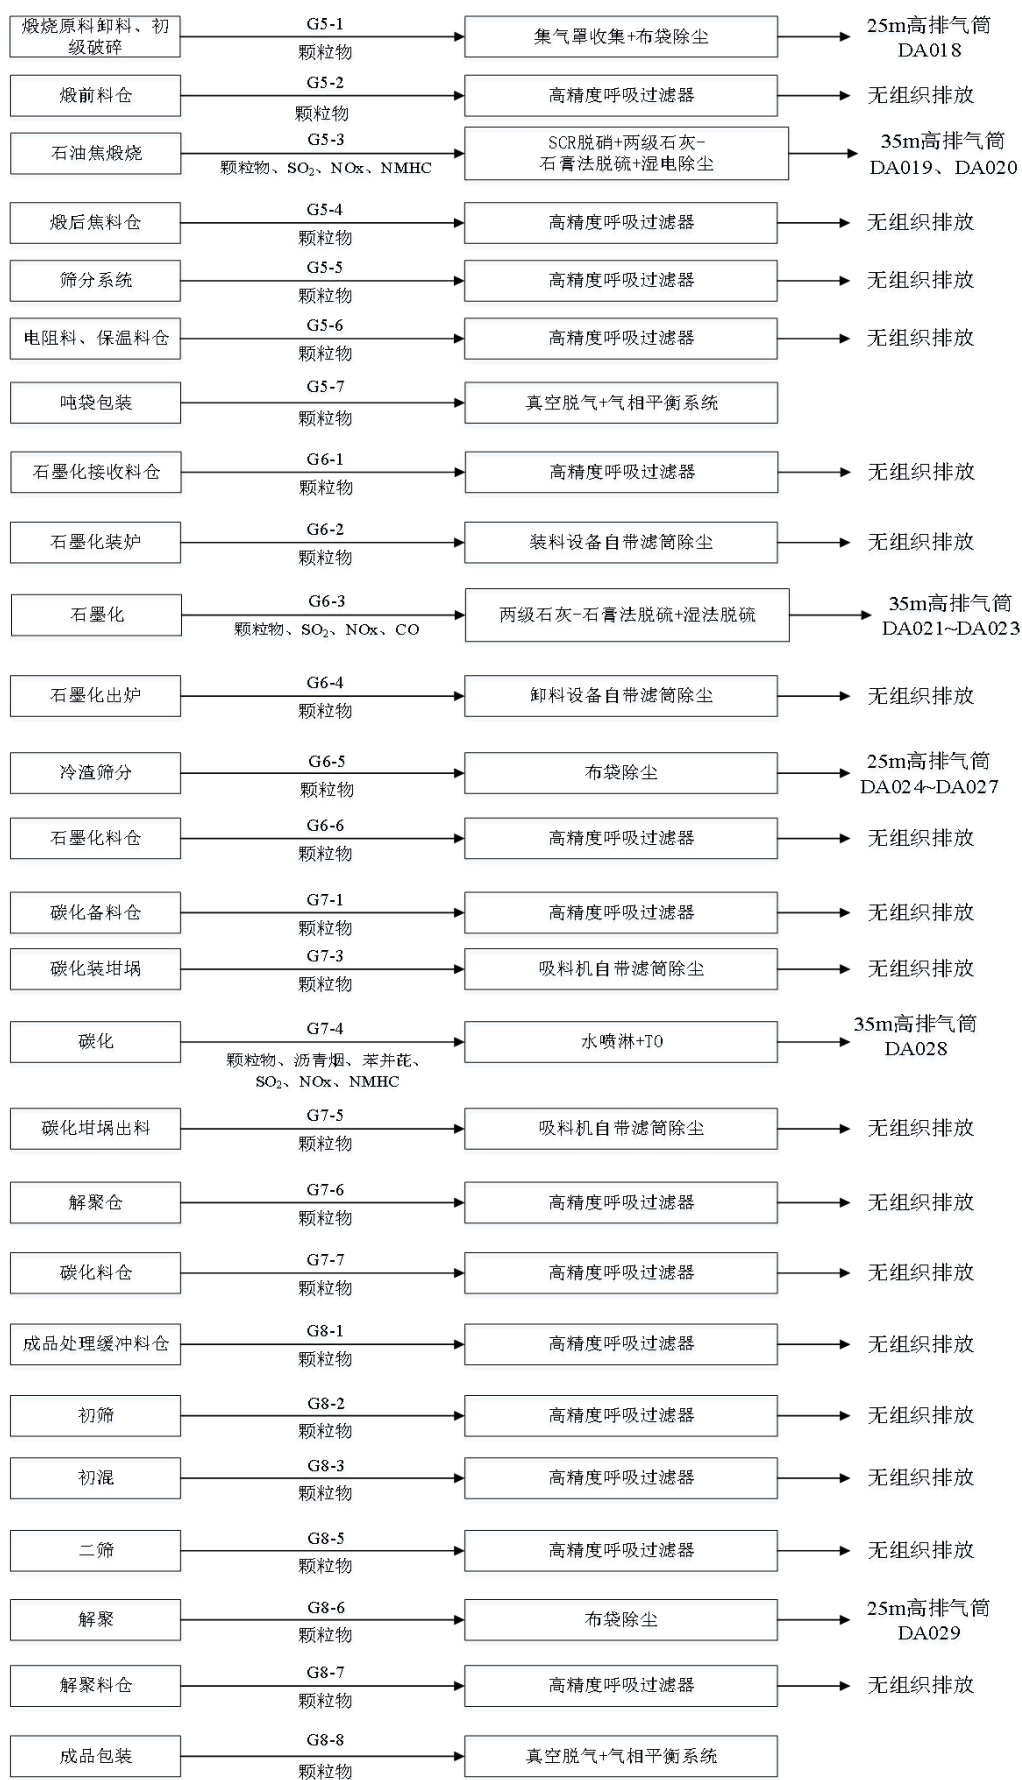 煅烧原料卸料、初
级破碎
G5-1
颗粒物
集气罩收集+布袋除尘
25m高排气筒
DA018
煅前料仓
G5-2
颗粒物
高精度呼吸过滤器
无组织排放
石油焦煅烧
G5-3
颗粒物、SO₂、NOx、NMHC
SCR脱硝+两级石灰-
石膏法脱硫+湿电除尘
35m高排气筒
DA019、DA020
煅后焦料仓
G5-4
颗粒物
高精度呼吸过滤器
无组织排放
筛分系统
G5-5
颗粒物
高精度呼吸过滤器
无组织排放
电阻料、保温料仓
G5-6
颗粒物
高精度呼吸过滤器
无组织排放
吨袋包装
G5-7
颗粒物
真空脱气+气相平衡系统
石墨化接收料仓
G6-1
颗粒物
高精度呼吸过滤器
无组织排放
石墨化装炉
G6-2
颗粒物
装料设备自带滤筒除尘
无组织排放
石墨化
G6-3
颗粒物、SO₂、NOx、CO
两级石灰-石膏法脱硫+湿法脱硫
35m高排气筒
DA021~DA023
石墨化出炉
G6-4
颗粒物
卸料设备自带滤筒除尘
无组织排放
冷渣筛分
G6-5
颗粒物
布袋除尘
25m高排气筒
DA024~DA027
石墨化料仓
G6-6
颗粒物
高精度呼吸过滤器
无组织排放
碳化备料仓
G7-1
颗粒物
高精度呼吸过滤器
无组织排放
碳化装坩埚
G7-3
颗粒物
吸料机自带滤筒除尘
无组织排放
碳化
G7-4
颗粒物、沥青烟、苯并芘、
SO₂、NOx、NMHC
水喷淋+TO
35m高排气筒
DA028
碳化坩埚出料
G7-5
颗粒物
吸料机自带滤筒除尘
无组织排放
解聚仓
G7-6
颗粒物
高精度呼吸过滤器
无组织排放
碳化料仓
G7-7
颗粒物
高精度呼吸过滤器
无组织排放
成品处理缓冲料仓
G8-1
颗粒物
高精度呼吸过滤器
无组织排放
初筛
G8-2
颗粒物
高精度呼吸过滤器
无组织排放
初混
G8-3
颗粒物
高精度呼吸过滤器
无组织排放
二筛
G8-5
颗粒物
高精度呼吸过滤器
无组织排放
解聚
G8-6
颗粒物
布袋除尘
25m高排气筒
DA029
解聚料仓
G8-7
颗粒物
高精度呼吸过滤器
无组织排放
成品包装
G8-8
颗粒物
真空脱气+气相平衡系统